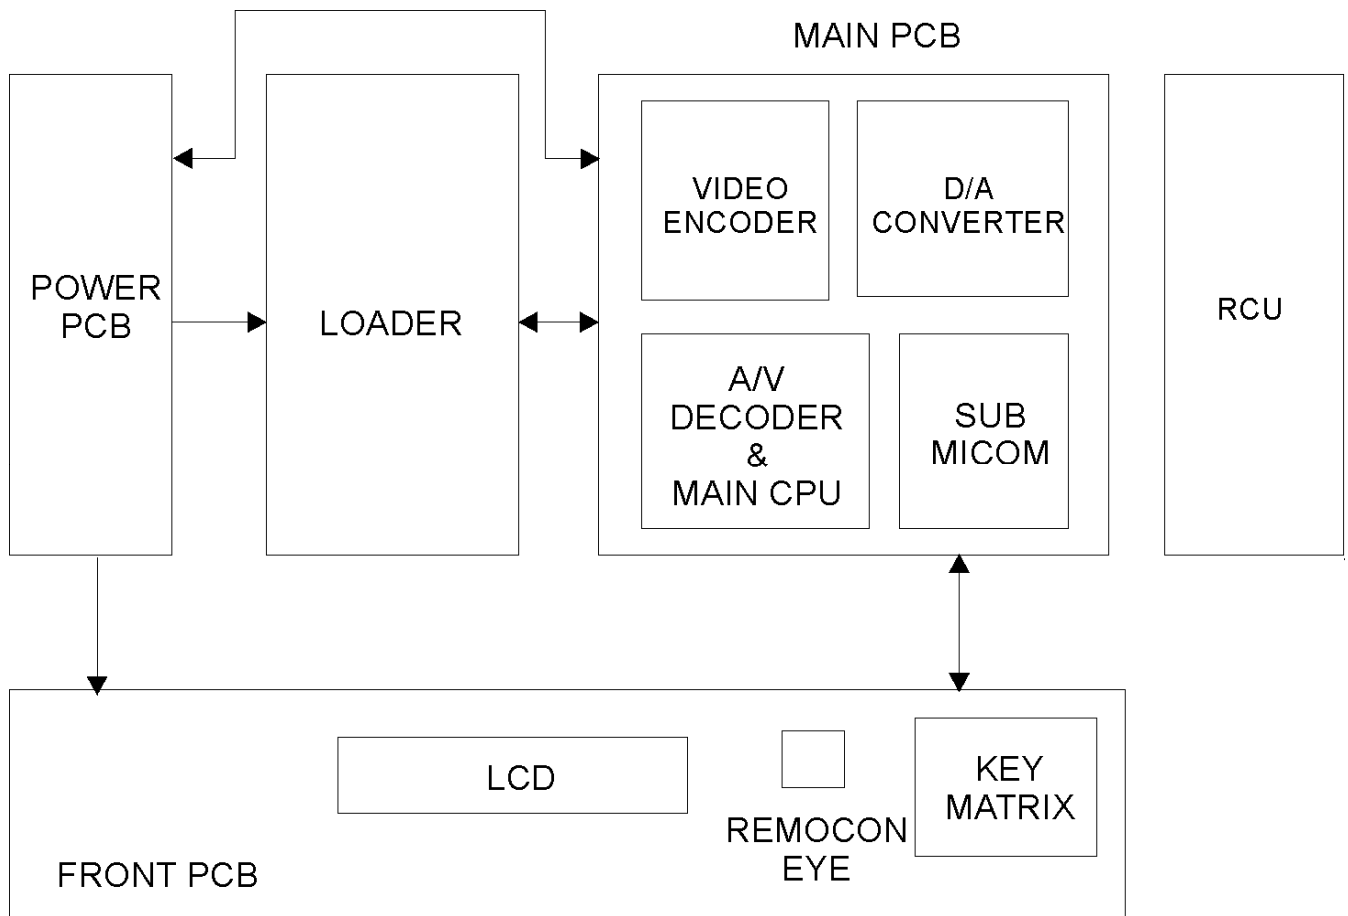 MAIN PCB
POWER
PCB
LOADER
VIDEO
ENCODER
D/A
CONVERTER
A/V
DECODER
&
MAIN CPU
SUB
MICOM
RCU
LCD
REMOCON
EYE
KEY
MATRIX
FRONT PCB